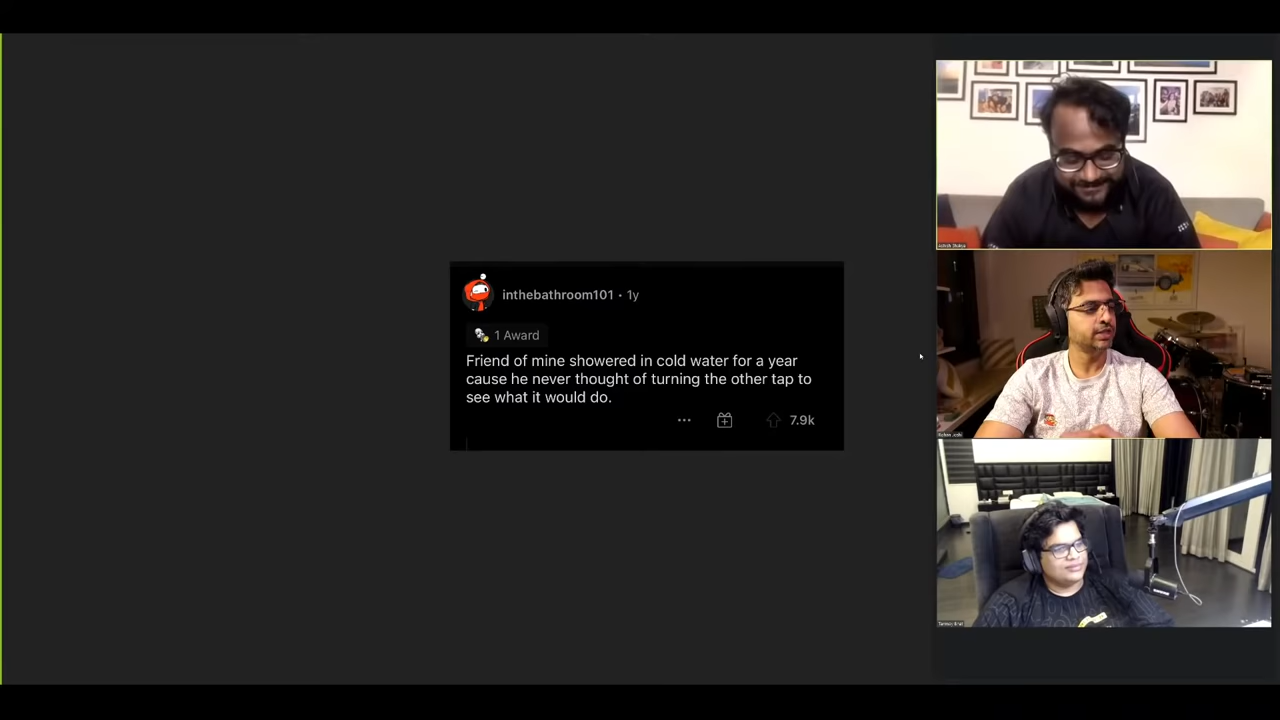 inthebathroom101 • 1y
1 Award
Friend of mine showered in cold water for a year
cause he never thought of turning the other tap to
see what it would do.
7.9k